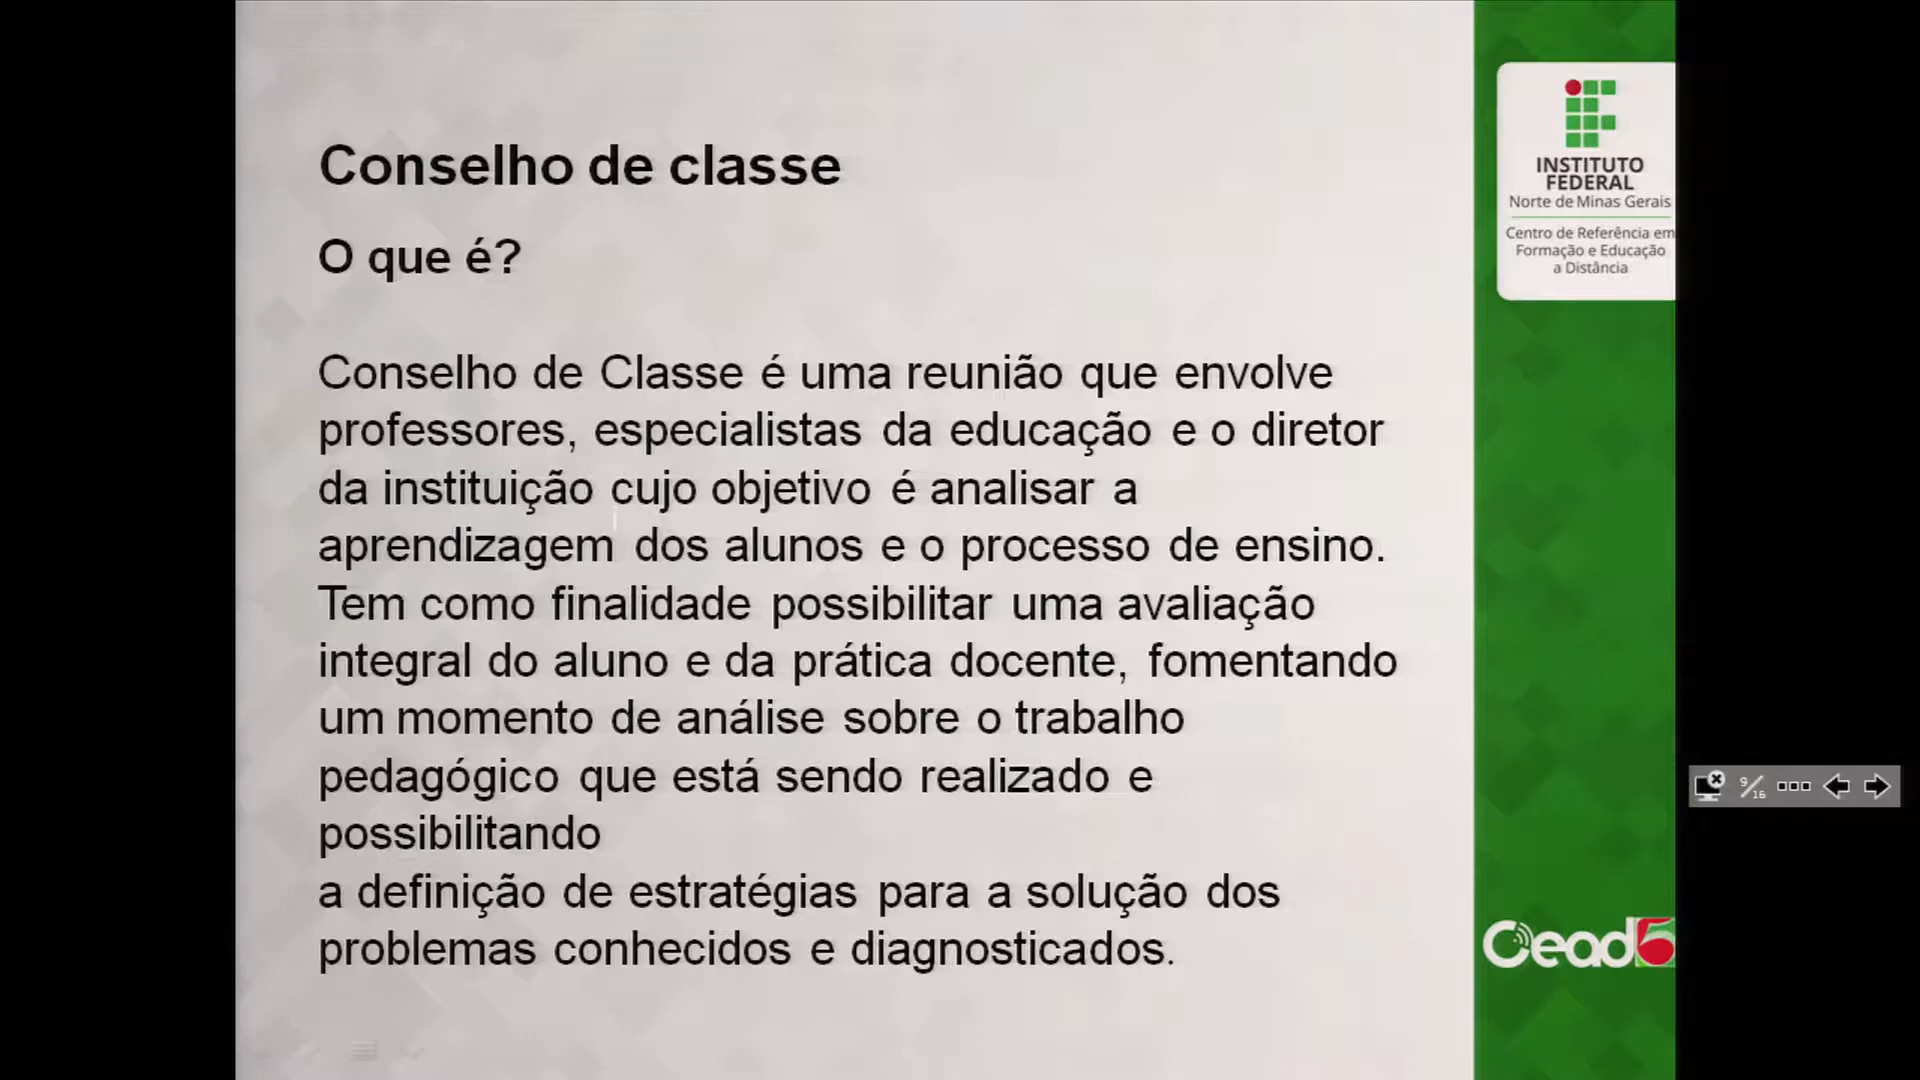 Conselho de classe
O que é?
Conselho de Classe é uma reunião que envolve
professores, especialistas da educação e o diretor
da instituição cujo objetivo é analisar a
aprendizagem dos alunos e o processo de ensino.
Tem como finalidade possibilitar uma avaliação
integral do aluno e da prática docente, fomentando
um momento de análise sobre o trabalho
pedagógico que está sendo realizado e
possibilitando
a definição de estratégias para a solução dos
problemas conhecidos e diagnosticados.
INSTITUTO
FEDERAL
Norte de Minas Gerais
Centro de Referência em
Formação e Educação
a Distância
9/16
Cead5